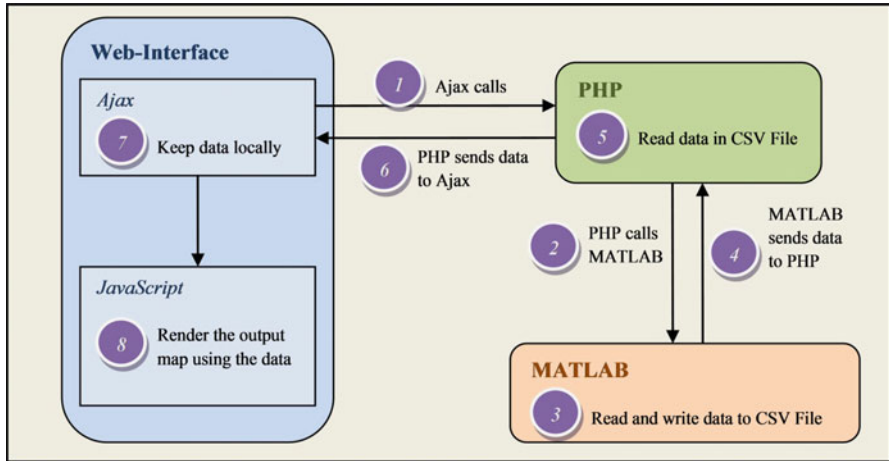 Web-Interface
Ajax
7
Keep data locally
JavaScript
8
Render the output
map using the data
1
Ajax calls
6
PHP sends data
to Ajax
PHP
5
Read data in CSV File
2
PHP calls
MATLAB
4
MATLAB
sends data
to PHP
MATLAB
3
Read and write data to CSV File